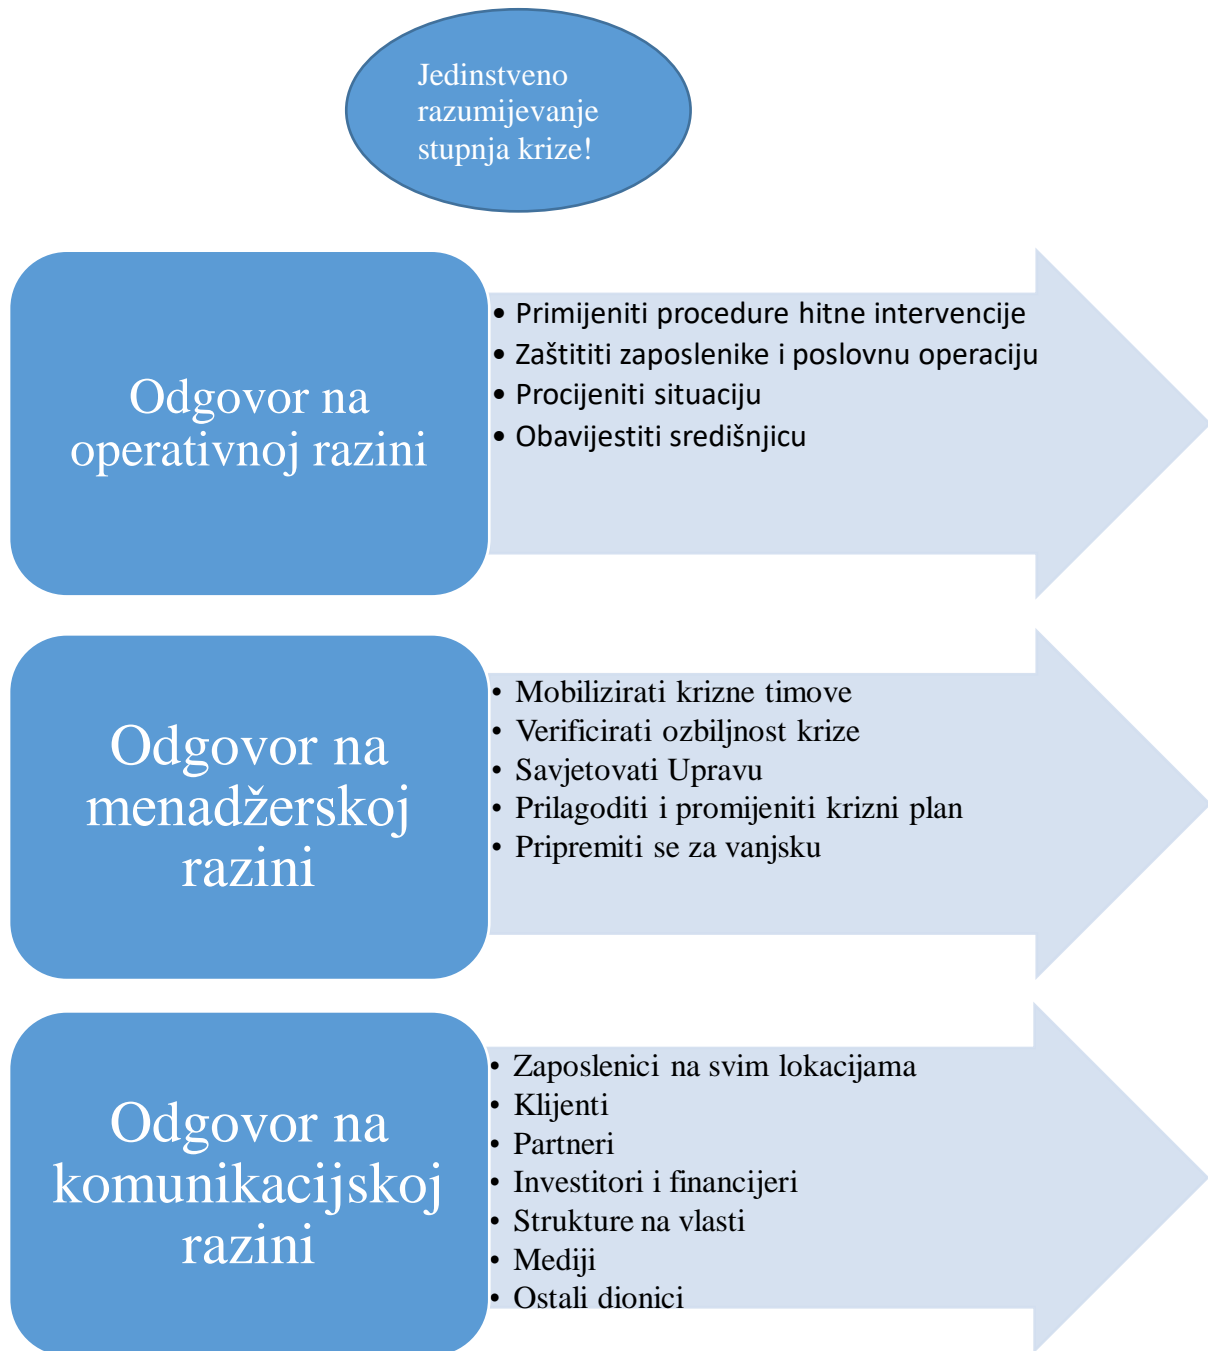 Jedinstveno
razumijevanje
stupnja krize!
Odgovor na
operativnoj razini
• Primijeniti procedure hitne intervencije
• Zaštititi zaposlenike i poslovnu operaciju
• Procijeniti situaciju
• Obavijestiti središnjicu
Odgovor na
menadžerskoj
razini
• Mobilizirati krizne timove
• Verificirati ozbiljnost krize
• Savjetovati Upravu
• Prilagoditi i promijeniti krizni plan
• Pripremiti se za vanjsku
Odgovor na
komunikacijskoj
razini
• Zaposlenici na svim lokacijama
• Klijenti
• Partneri
• Investitori i financijeri
• Strukture na vlasti
• Mediji
• Ostali dionici